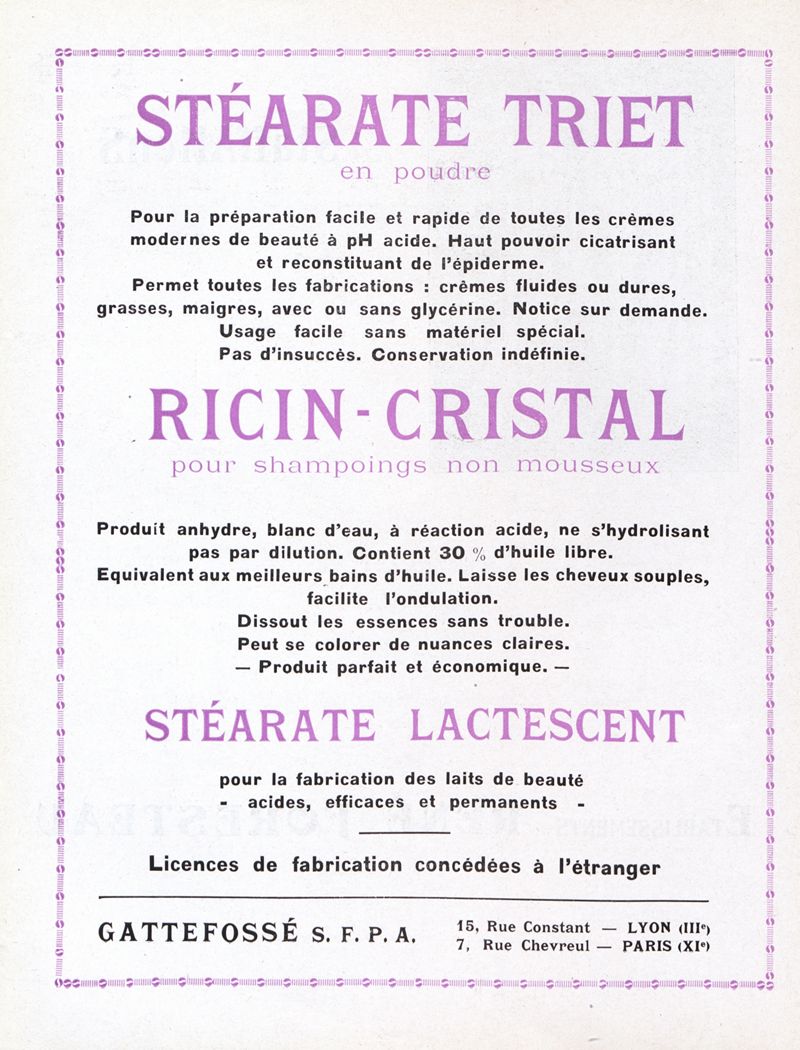 STÉARATE TRIET
en poudre
Pour la préparation facile et rapide de toutes les crèmes
modernes de beauté à pH acide. Haut pouvoir cicatrisant
et reconstituant de l'épiderme.
Permet toutes les fabrications : crêmes fluides ou dures,
grasses, maigres, avec ou sans glycérine. Notice sur demande.
Usage facile sans matériel spécial.
Pas d'insuccès. Conservation indéfinie.
RICIN-CRISTAL
pour shampoings non mousseux
Produit anhydre, blanc d'eau, à réaction acide, ne s'hydrolisant
pas par dilution. Contient 30 % d'huile libre.
Equivalent aux meilleurs bains d'huile. Laisse les cheveux souples,
facilite l'ondulation.
Dissout les essences sans trouble.
Peut se colorer de nuances claires.
— Produit parfait et économique. —
STÉARATE LACTESCENT
pour la fabrication des laits de beauté
- acides, efficaces et permanents -
Licences de fabrication concédées à l'étranger
GATTEFOSSÉ S. F. P. A.
15, Rue Constant — LYON (IIIe)
7, Rue Chevreul — PARIS (XIe)